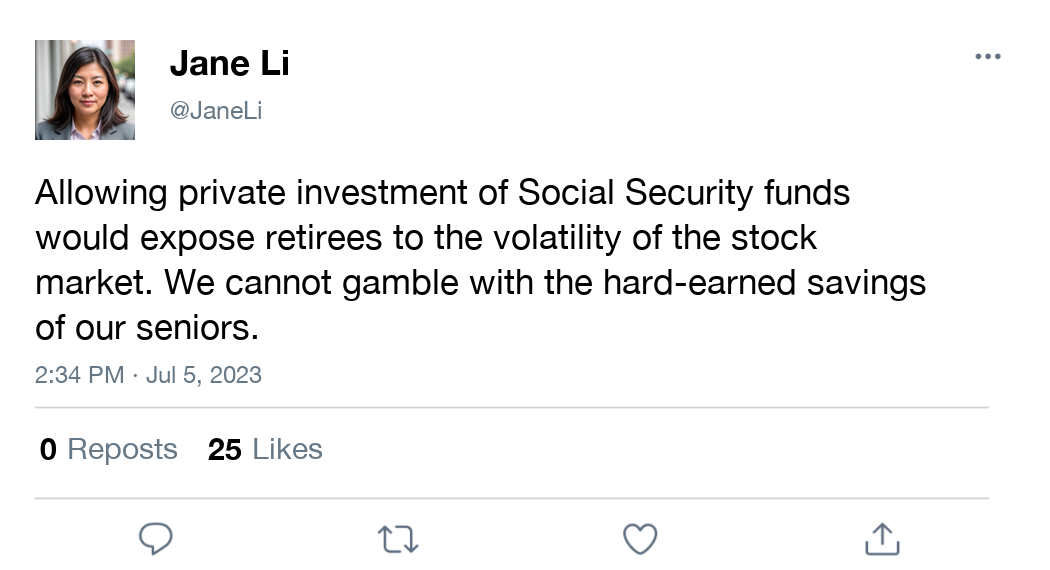 Jane Li
@JaneLi
Allowing private investment of Social Security funds
would expose retirees to the volatility of the stock
market. We cannot gamble with the hard-earned savings
of our seniors.
2:34 PM · Jul 5, 2023
0 Reposts 25 Likes